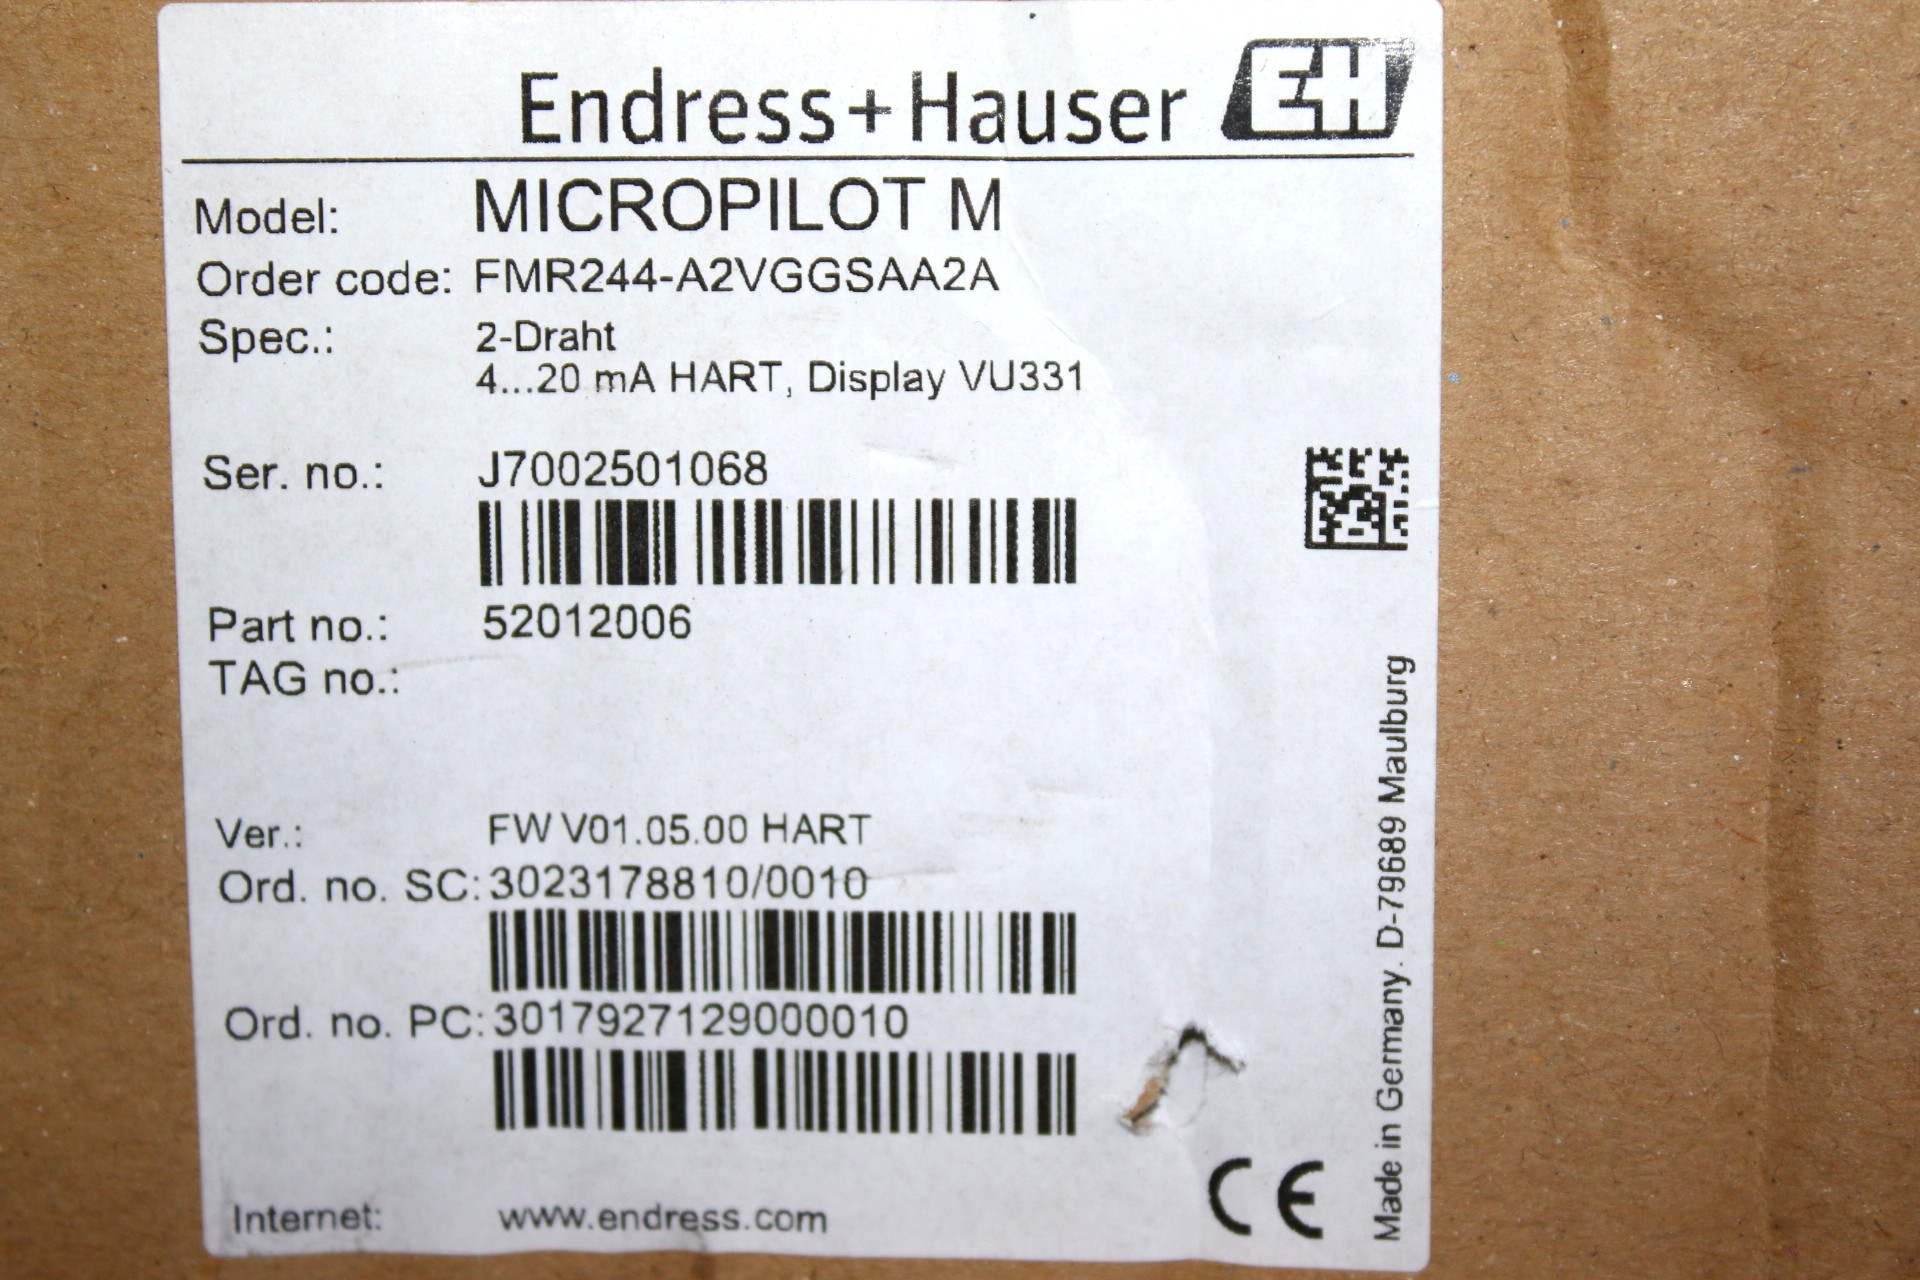 Endress+Hauser EH
Model: MICROPILOT M
Order code: FMR244-A2VGGSAA2A
Spec.: 2-Draht
4...20 mA HART, Display VU331
Ser. no.: J7002501068
Part no.: 52012006
TAG no.:
Ver.: FW V01.05.00 HART
Ord. no. SC: 3023178810/0010
Ord. no. PC: 3017927129000010
Internet: www.endress.com
CE
Made in Germany. D-79689 Maulburg